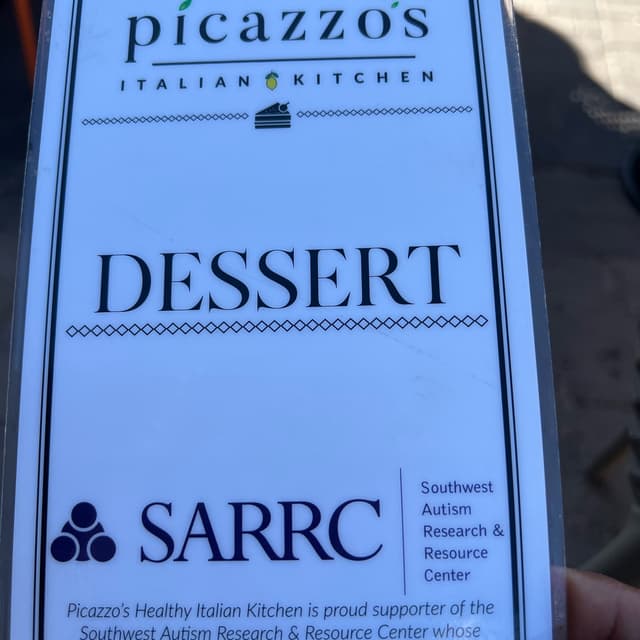 picazzo's
ITALIAN KITCHEN
DESSERT
SARRC
Southwest
Autism
Research &
Resource
Center
Picazzo's Healthy Italian Kitchen is proud supporter of the
Southwest Autism Research & Resource Center whose